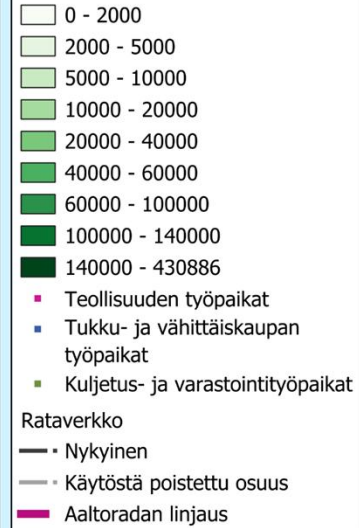 0 - 2000
2000 - 5000
5000 - 10000
10000 - 20000
20000 - 40000
40000 - 60000
60000 - 100000
100000 - 140000
140000 - 430886
Teollisuuden työpaikat
Tukku- ja vähittäiskaupan
työpaikat
Kuljetus- ja varastointityöpaikat
Rataverkko
Nykyinen
Käytöstä poistettu osuus
Aaltoradan linjaus